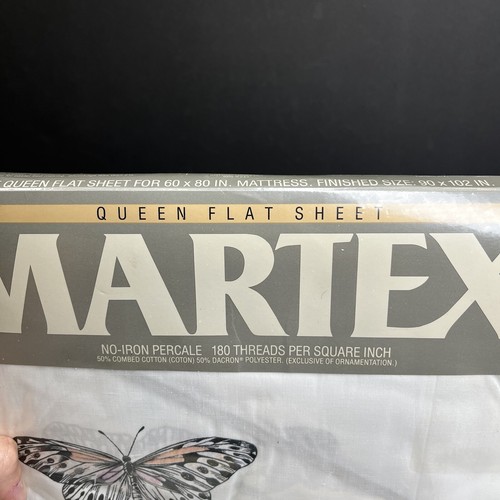 QUEEN FLAT SHEET FOR 60 x 80 IN. MATTRESS. FINISHED SIZE. 90 x 102 IN.
QUEEN FLAT SHEET
MARTEX
NO-IRON PERCALE 180 THREADS PER SQUARE INCH
50% COMBED COTTON (COTON) 50% DACRON® POLYESTER. (EXCLUSIVE OF ORNAMENTATION.)